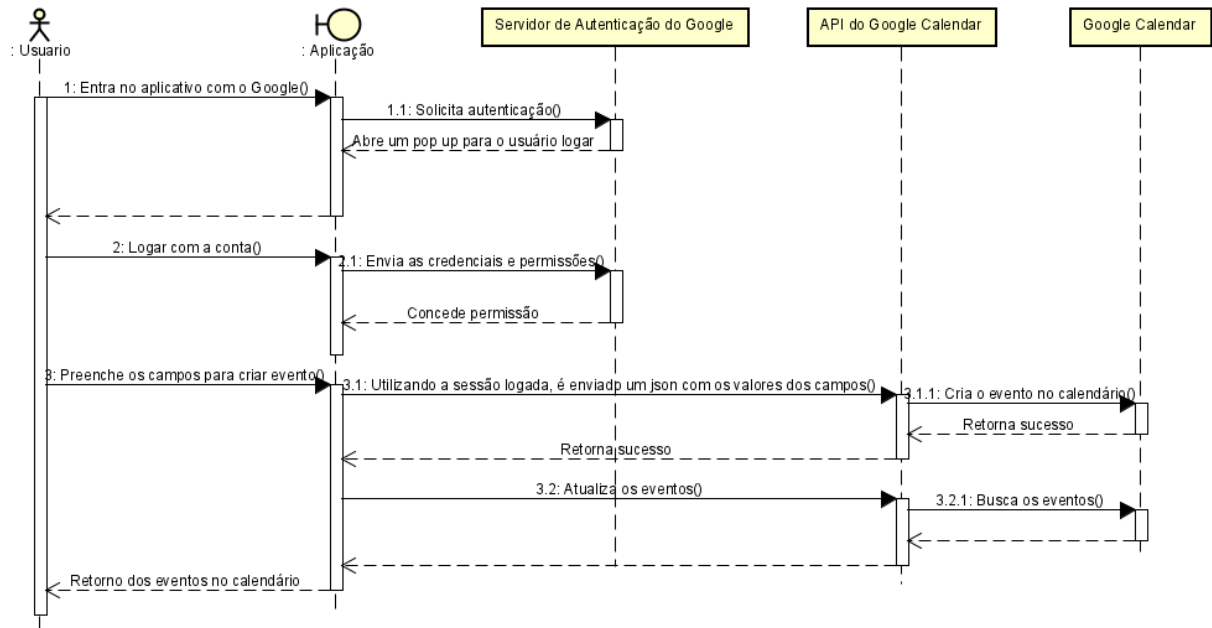 : Usuario
: Aplicação
Servidor de Autenticação do Google
API do Google Calendar
Google Calendar
1: Entra no aplicativo com o Google()
1.1: Solicita autenticação()
Abre um pop up para o usuário logar
2: Logar com a conta()
2.1: Envia as credenciais e permissões()
Concede permissão
3: Preenche os campos para criar evento()
3.1: Utilizando a sessão logada, é enviado um json com os valores dos campos()
3.1.1: Cria o evento no calendário()
Retorna sucesso
Retorna sucesso
3.2: Atualiza os eventos()
3.2.1: Busca os eventos()
Retorno dos eventos no calendário